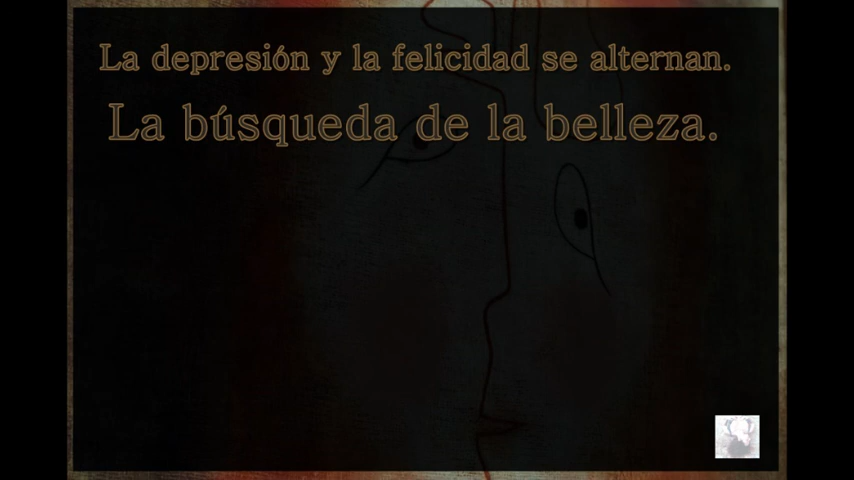 La depresión y la felicidad se alternan.
La búsqueda de la belleza.